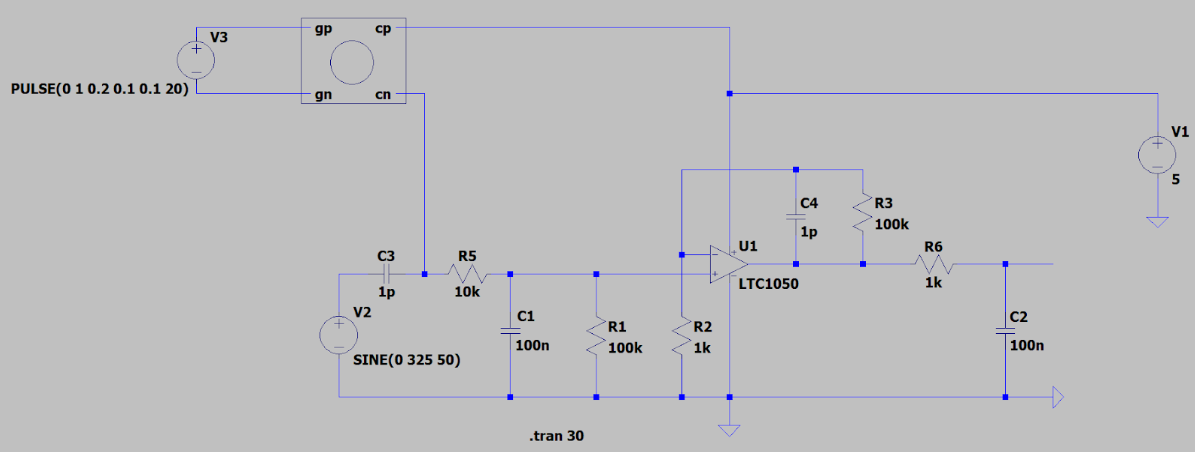 gp cp
V3
PULSE(0 1 0.2 0.1 0.1 20)
gn cn
V1
5
C4
1p
R3
100k
U1
LTC1050
R6
1k
C3
1p
R5
10k
V2
SINE(0 325 50)
C1
100n
R1
100k
R2
1k
C2
100n
.tran 30